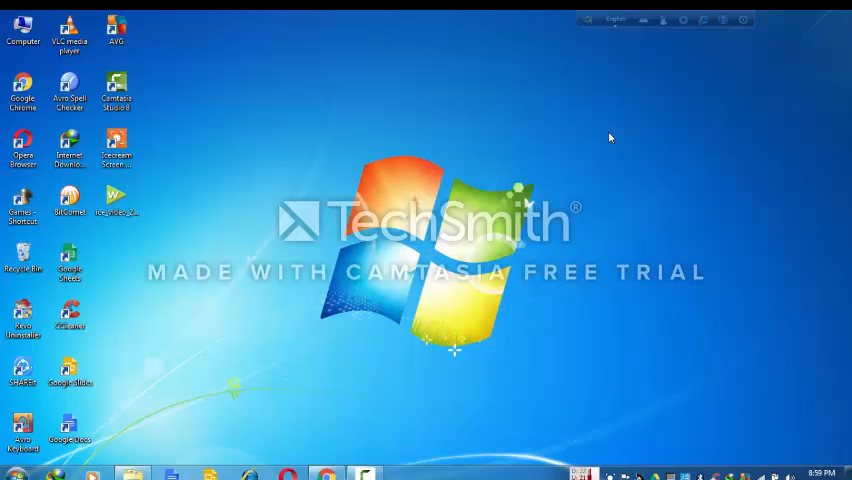 English
Computer
VLC media
player
AVG
Google
Chrome
Avro Spell
Checker
Camtasia
Studio 8
Opera
Browser
Internet
Downlo...
Icecream
Screen ...
Games -
Shortcut
BitComet
ice_video_2...
TechSmith®
MADE WITH CAMTASIA FREE TRIAL
Recycle Bin
Google
Sheets
Revo
Uninstaller
CCleaner
SHAREit
Google Slides
Avro
Keyboard
Google Docs
8:59 PM